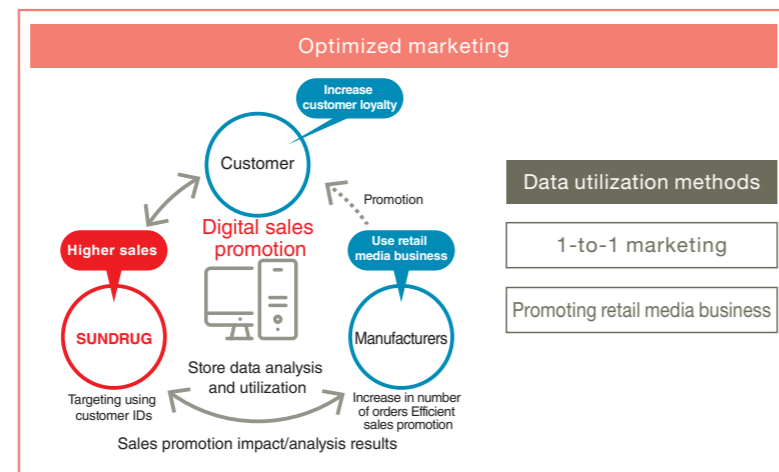 Optimized marketing
Increase
customer loyalty
Customer
Promotion
Digital sales
promotion
Higher sales
Use retail
media business
SUNDRUG
Manufacturers
Store data analysis
and utilization
Targeting using
customer IDs
Increase in number
of orders Efficient
sales promotion
Sales promotion impact/analysis results
Data utilization methods
1-to-1 marketing
Promoting retail media business